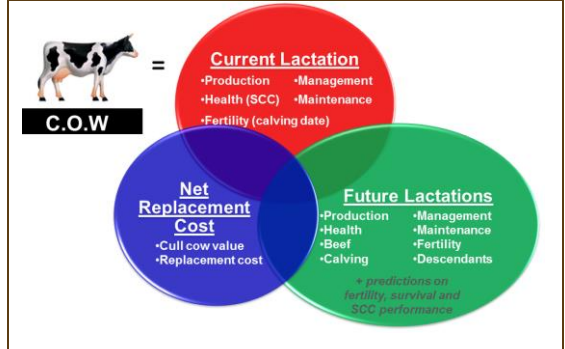 =
C.O.W
Current Lactation
•Production •Management
•Health (SCC) •Maintenance
•Fertility (calving date)
Net
Replacement
Cost
•Cull cow value
•Replacement cost
Future Lactations
•Production •Management
•Health •Maintenance
•Beef •Fertility
•Calving •Descendants
+ predictions on
fertility, survival and
SCC performance